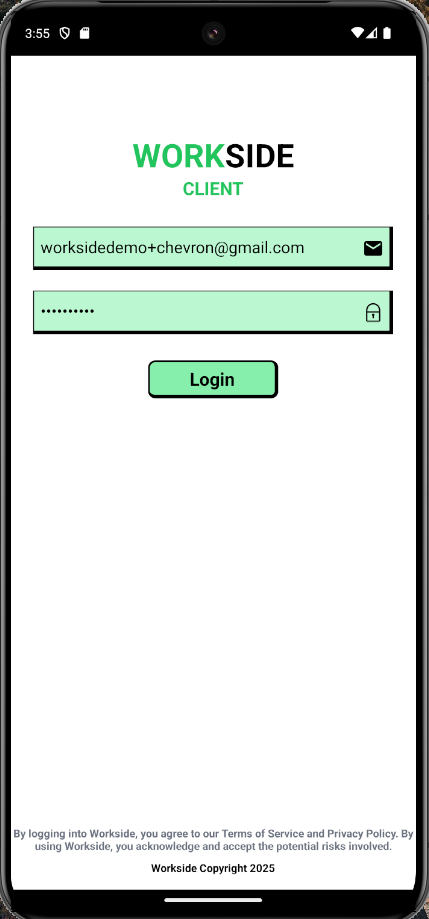 3:55
WORKSIDE
CLIENT
worksidedemo+chevron@gmail.com
••••••••••
Login
By logging into Workside, you agree to our Terms of Service and Privacy Policy. By
using Workside, you acknowledge and accept the potential risks involved.
Workside Copyright 2025